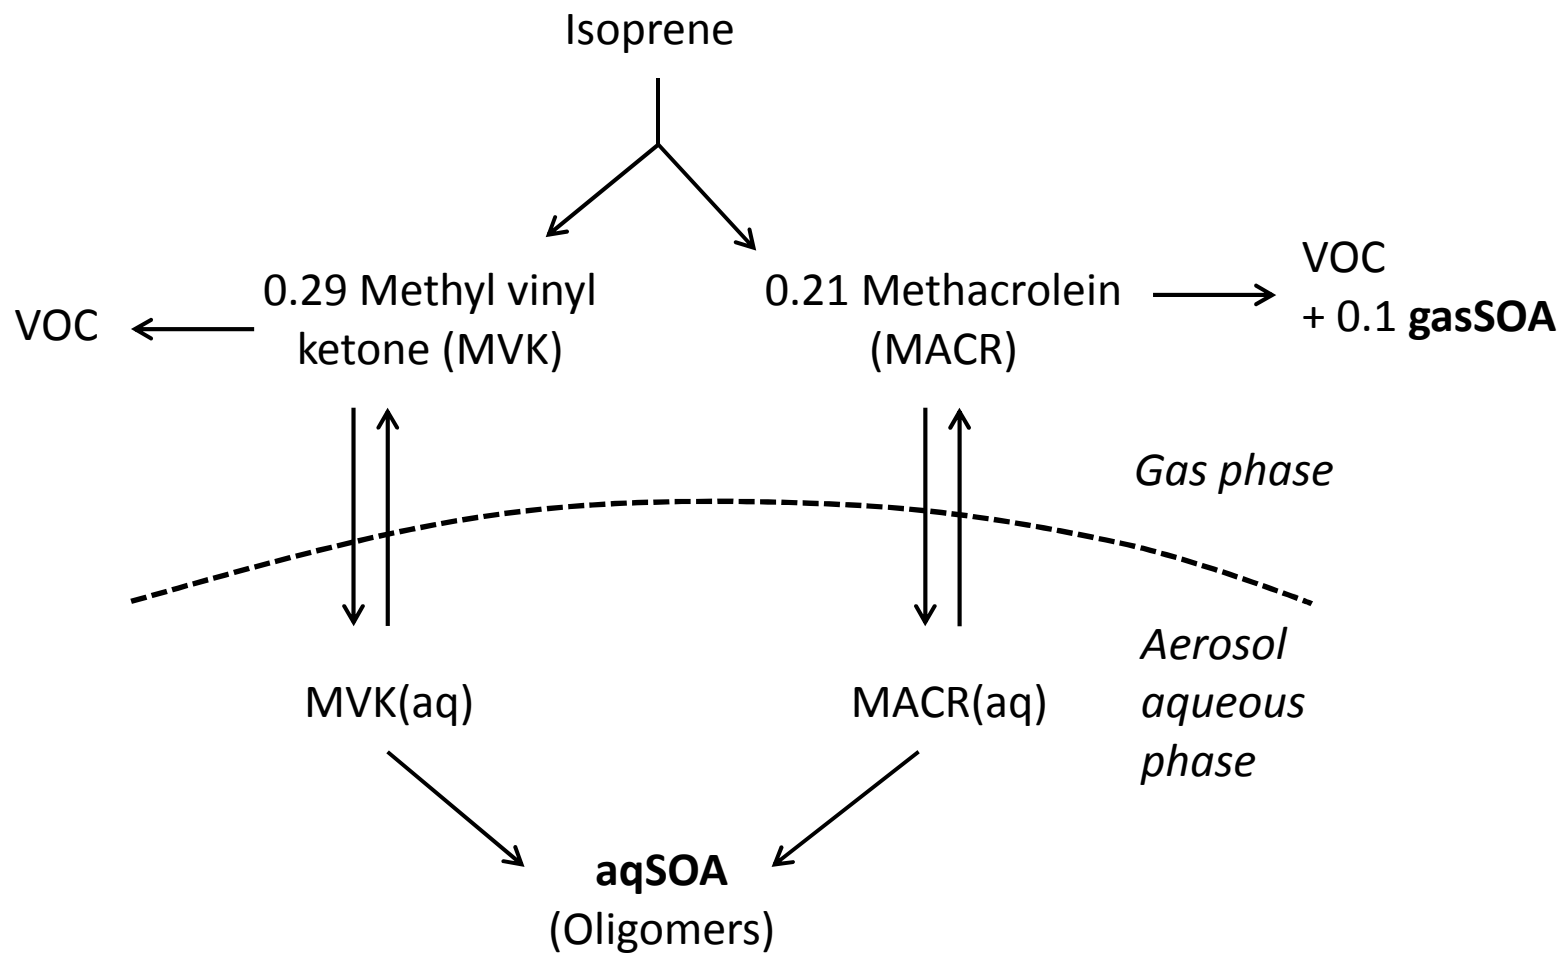 Isoprene
VOC
0.29 Methyl vinyl
ketone (MVK)
0.21 Methacrolein
(MACR)
VOC
+ 0.1 gasSOA
Gas phase
MVK(aq)
MACR(aq)
Aerosol
aqueous
phase
aqSOA
(Oligomers)